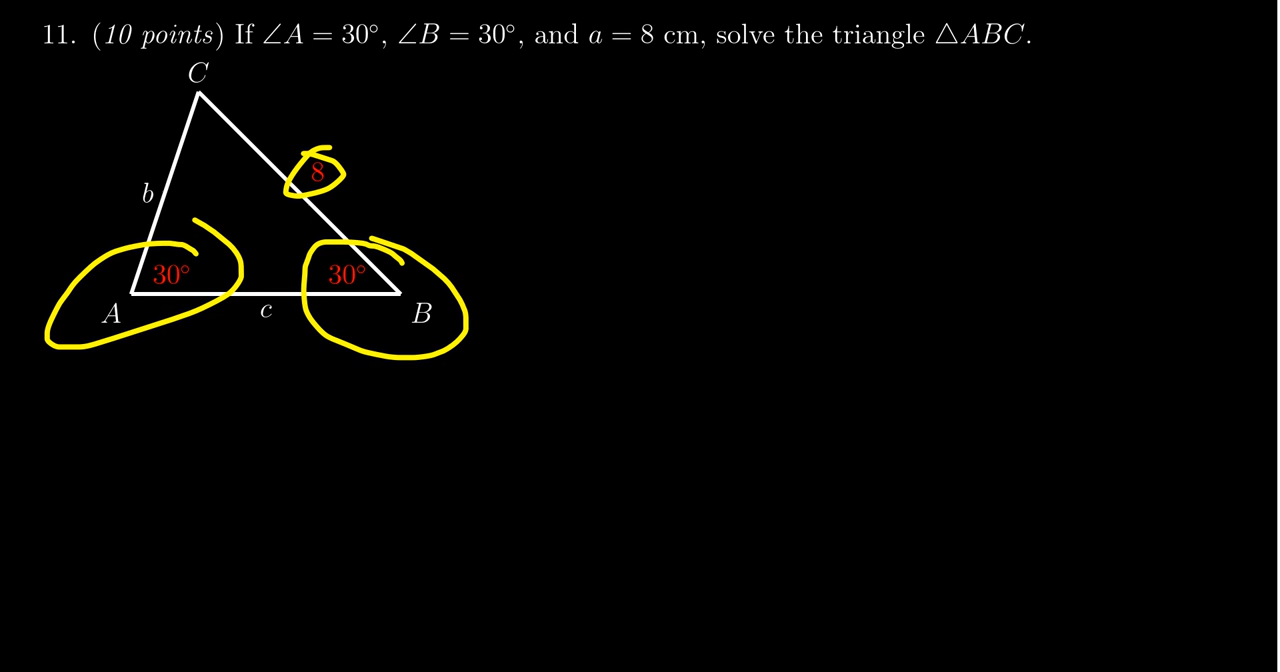 11. (10 points) If ∠A = 30°, ∠B = 30°, and a = 8 cm, solve the triangle △ABC.
C
8
b
30°
30°
A
c
B